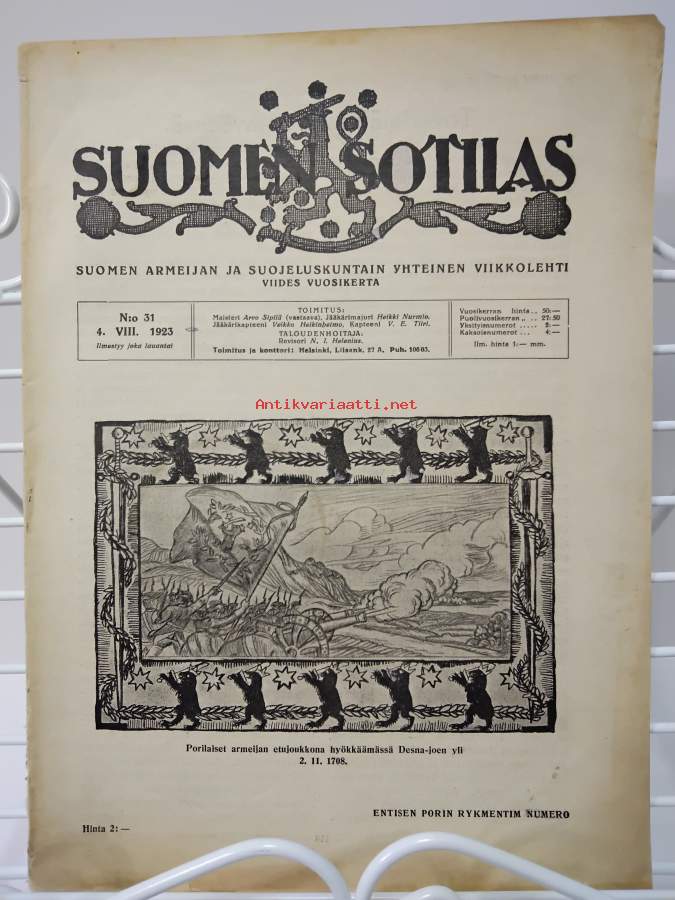 SUOMEN SOTILAS
SUOMEN ARMEIJAN JA SUOJELUSKUNTAIN YHTEINEN VIIKKOLEHTI
VIIDES VUOSIKERTA
N:o 31
4. VIII. 1923
Ilmestyy joka lauantai
TOIMITUS:
Maisteri Arvo Sipilä (vastaava), Jääkärimajuri Heikki Nurmio,
Jääkärikapteeni Veikko Heikinheimo, Kapteeni V. E. Tiiri.
TALOUDENHOITAJA:
Revisori N. I. Helenius.
Toimitus ja konttori: Helsinki, Liisank. 27 A, Puh. 10603.
Vuosikerran hinta .. 50:—
Puolivuosikerran „ .. 27:50
Yksityisnumerot ..... 2:—
Kaksoisnumerot ... 4:—
Ilm. hinta 1:— mm.
Antikvariaatti.net
Porilaiset armeijan etujoukkona hyökkäämässä Desna-joen yli
2. 11. 1708.
ENTISEN PORIN RYKMENTIM NUMERO
Hinta 2: —